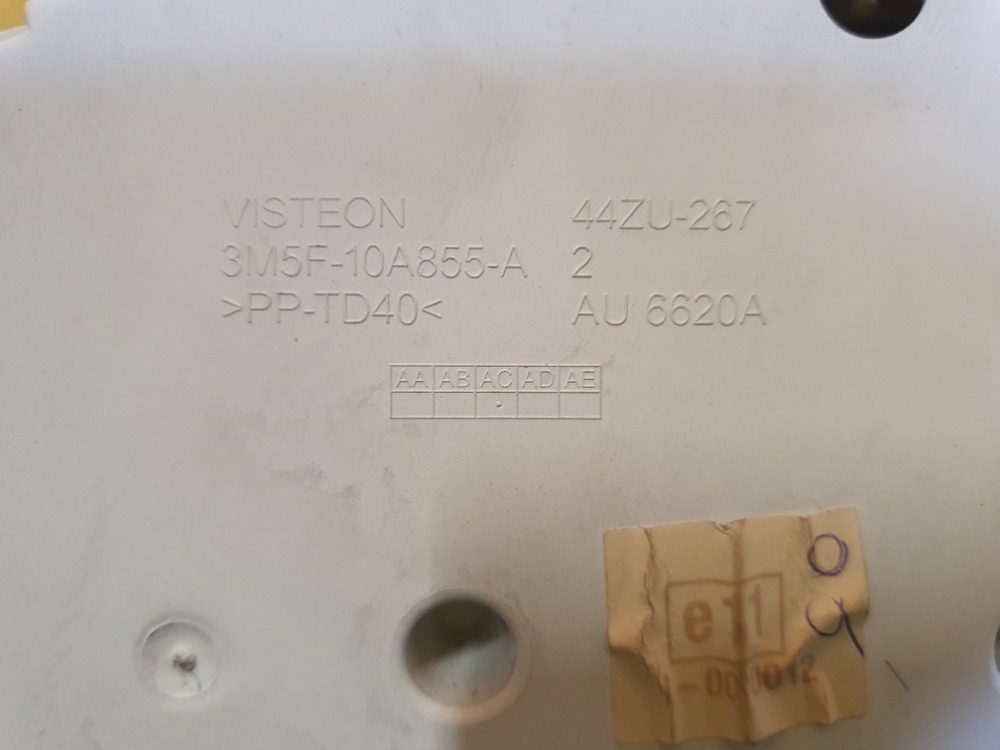 VISTEON 44ZU-267
3M5F-10A855-A 2
>PP-TD40< AU 6620A
AA AB AC AD AE
e11